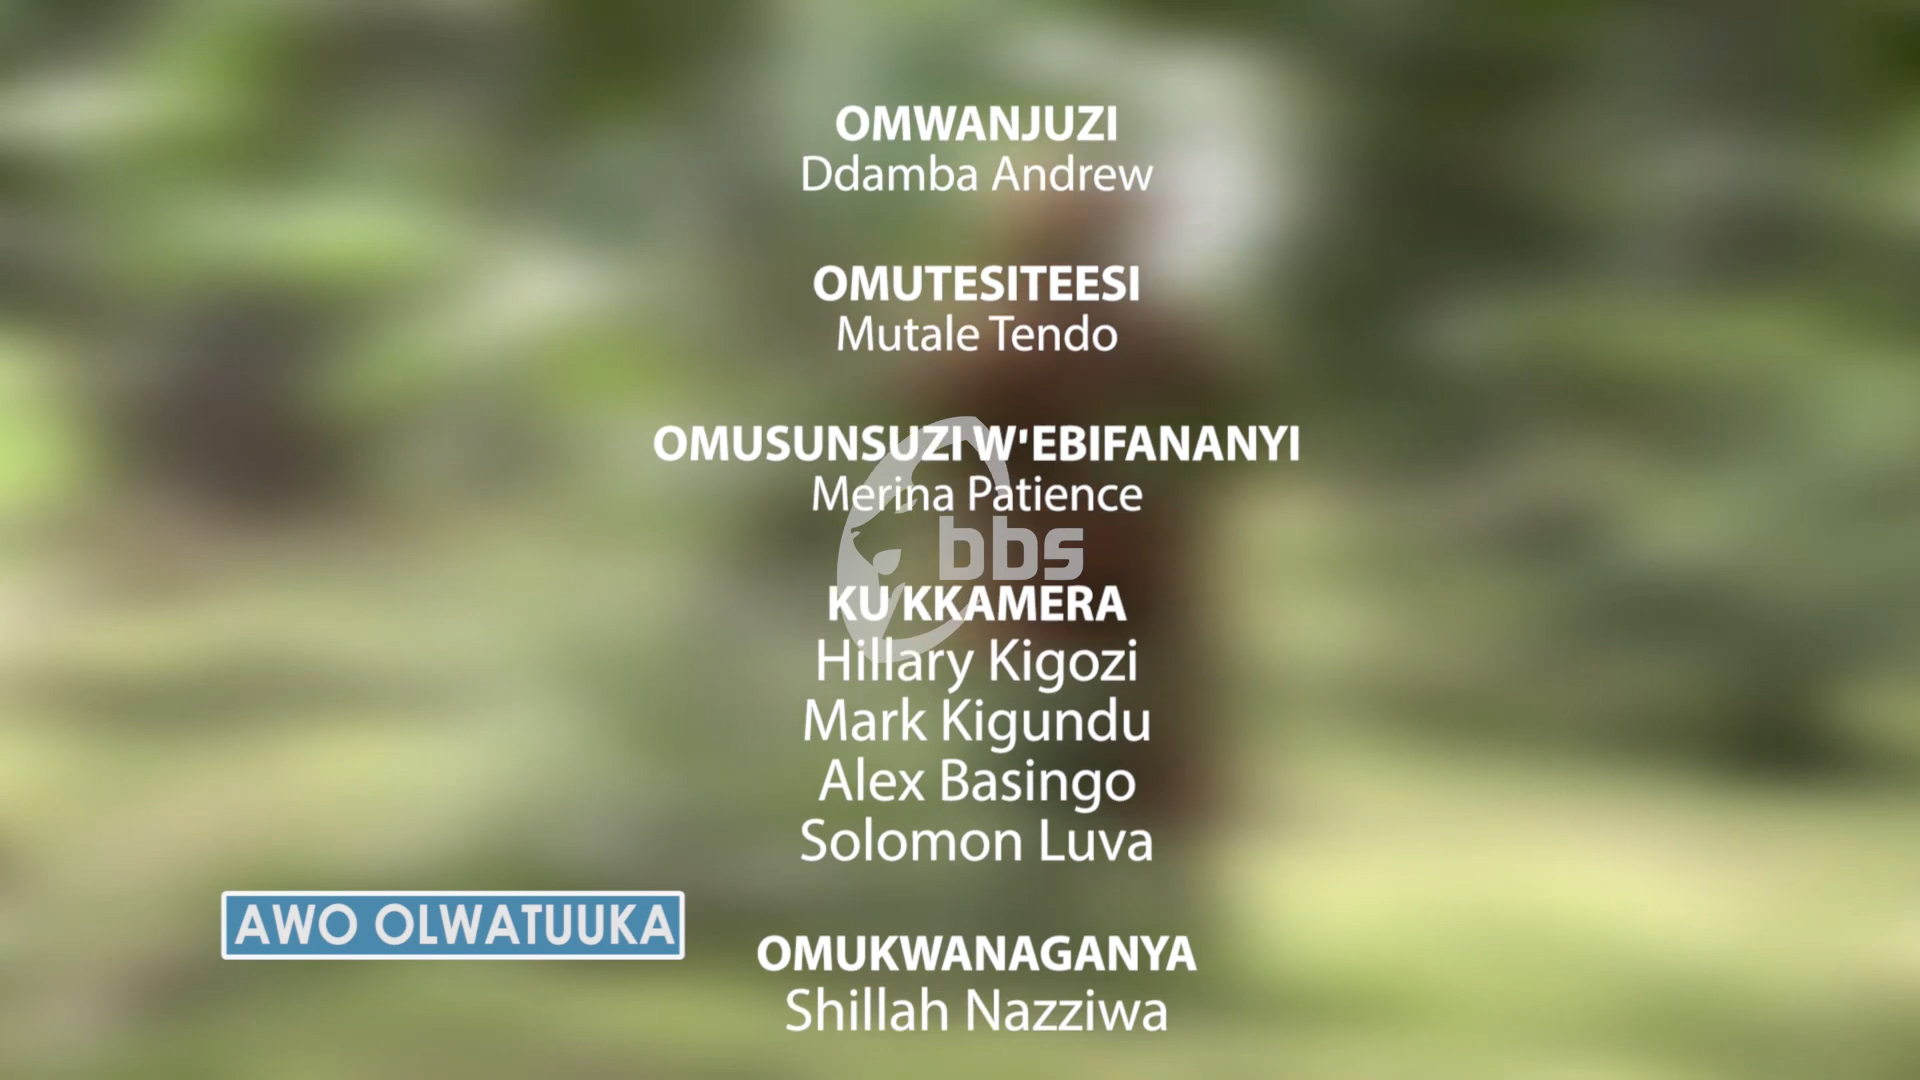 OMWANJUZI
Ddamba Andrew
OMUTESITEESI
Mutale Tendo
OMUSUNSUZI W'EBIFANANYI
Merina Patience
bbs
KU KKAMERA
Hillary Kigozi
Mark Kigundu
Alex Basingo
Solomon Luva
AWO OLWATUUKA
OMUKWANAGANYA
Shillah Nazziwa